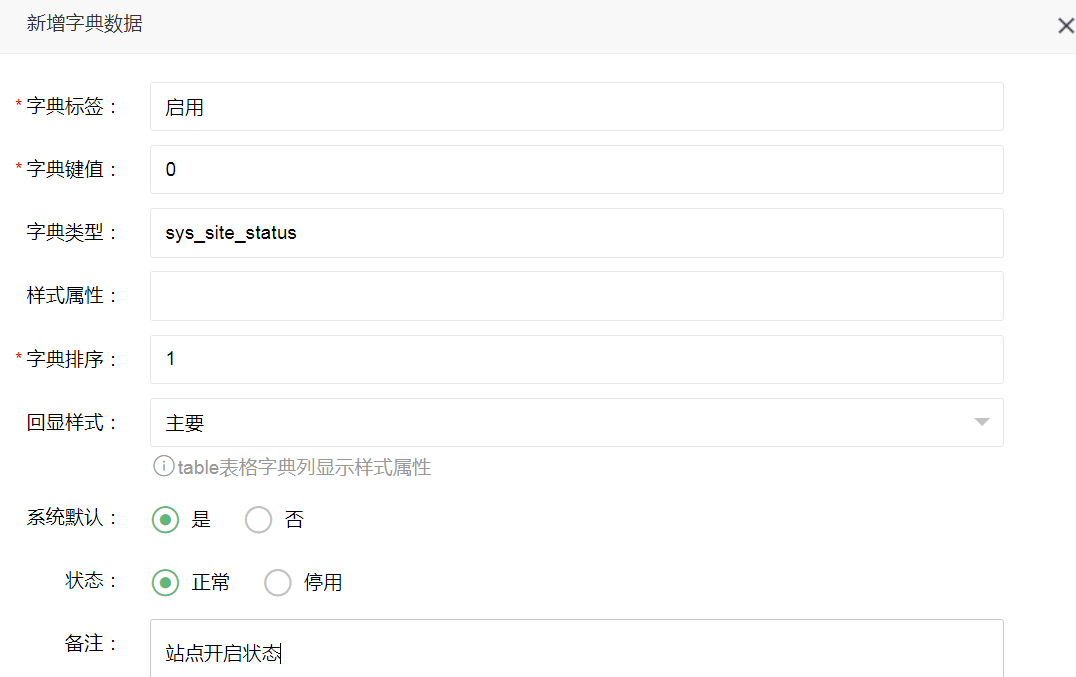 新增字典数据
* 字典标签： 启用
* 字典键值： 0
字典类型： sys_site_status
样式属性：
* 字典排序： 1
回显样式： 主要
table表格字典列显示样式属性
系统默认： 是 否
状态： 正常 停用
备注： 站点开启状态